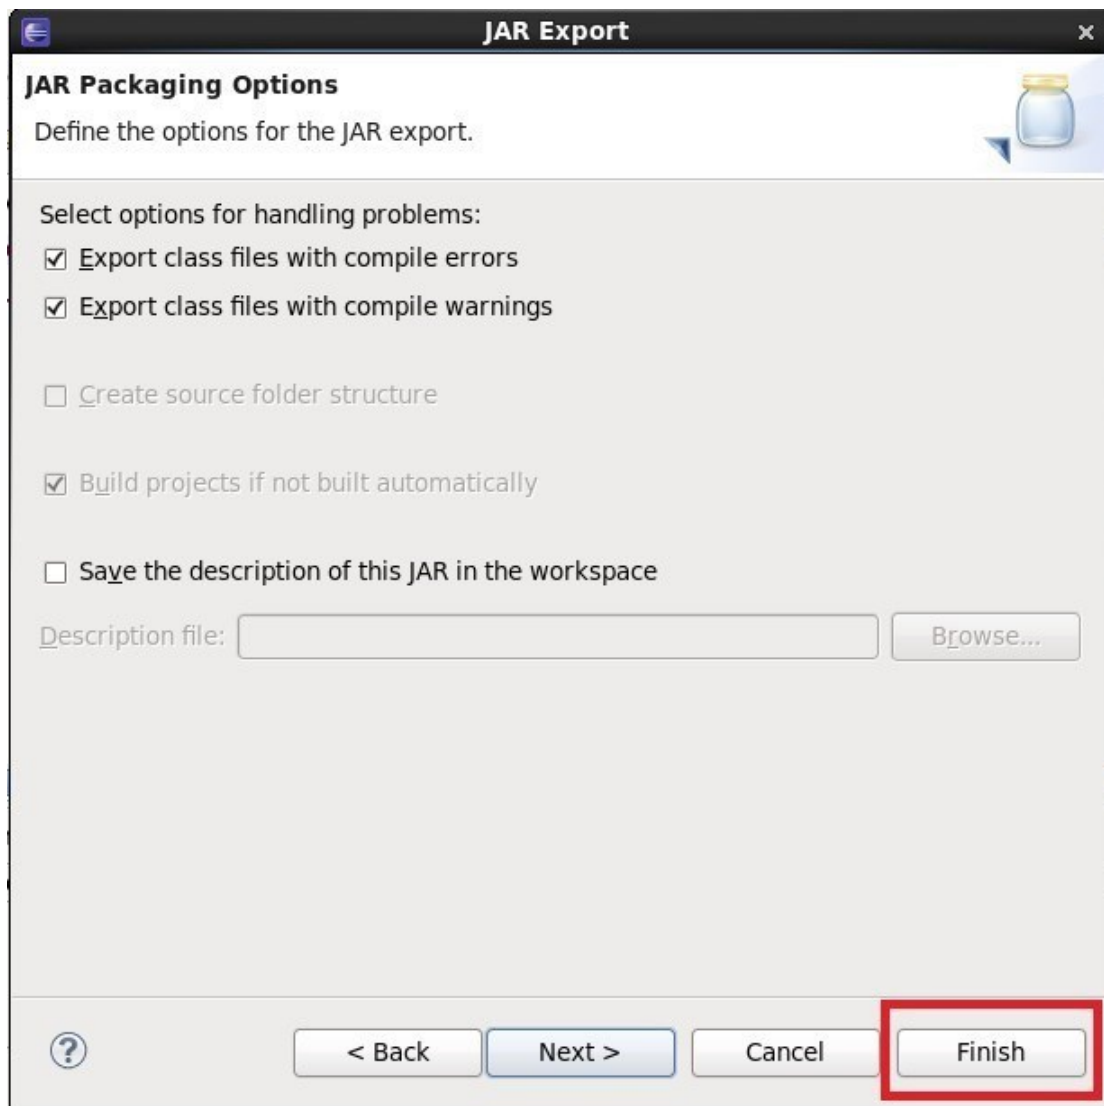 JAR Export
JAR Packaging Options
Define the options for the JAR export.
Select options for handling problems:
Export class files with compile errors
Export class files with compile warnings
Create source folder structure
Build projects if not built automatically
Save the description of this JAR in the workspace
Description file: Browse...
? < Back Next > Cancel Finish